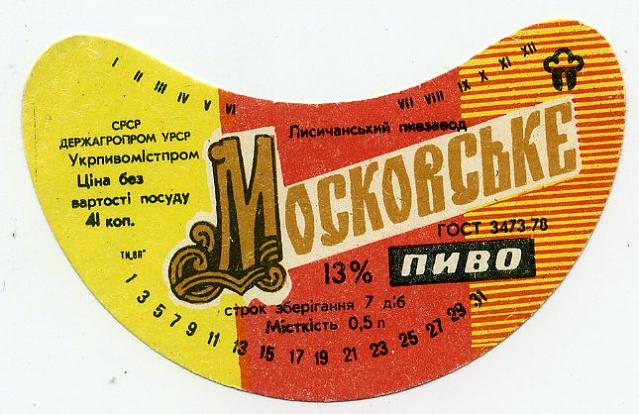 I II III IV V VI VII VIII IX X XI XII
СРСР
ДЕРЖАГРОПРОМ УРСР
Укрпивомістпром
Ціна без
вартості посуду
41 коп.
Лисичанський пивзавод
МОСКОВСЬКЕ
ГОСТ 3473-78
13% ПИВО
строк зберігання 7 діб
Місткість 0,5 л
1 3 5 7 9 11 13 15 17 19 21 23 25 27 29 31